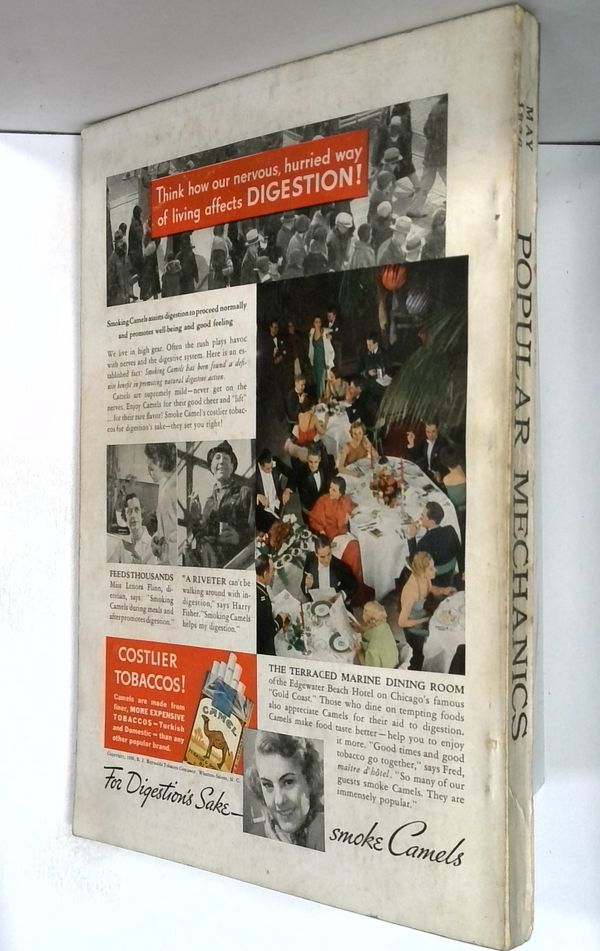 Think how our nervous, hurried way
of living affects DIGESTION!
Smoking Camels assists digestion to proceed normally
and promotes well-being and good feeling
We live in high gear. Often the rush plays havoc
with nerves and the digestive system. Here is an es-
tablished fact: Smoking Camels has been found a defi-
nite benefit in promoting natural digestive action.
Camels are supremely mild—never get on the
nerves. Enjoy Camels for their good cheer and "lift"
...for their rare flavor! Smoke Camel's costlier tobac-
cos for digestion's sake—they set you right!
FEEDS THOUSANDS
Miss Lenora Flinn, di-
etitian, says: "Smoking
Camels during meals and
after promotes digestion."
"A RIVETER can't be
walking around with in-
digestion," says Harry
Fisher. "Smoking Camels
helps my digestion."
COSTLIER
TOBACCOS!
Camels are made from
finer, MORE EXPENSIVE
TOBACCOS—Turkish
and Domestic—than any
other popular brand.
CAMEL
Copyright, 1936, R. J. Reynolds Tobacco Company, Winston-Salem, N. C.
THE TERRACED MARINE DINING ROOM
of the Edgewater Beach Hotel on Chicago's famous
"Gold Coast." Those who dine on tempting foods
also appreciate Camels for their aid to digestion.
Camels make food taste better—help you to enjoy
it more. "Good times and good
tobacco go together," says Fred,
maître d'hôtel. "So many of our
guests smoke Camels. They are
immensely popular."
For Digestion's Sake—
smoke Camels
MAY
POPULAR MECHANICS